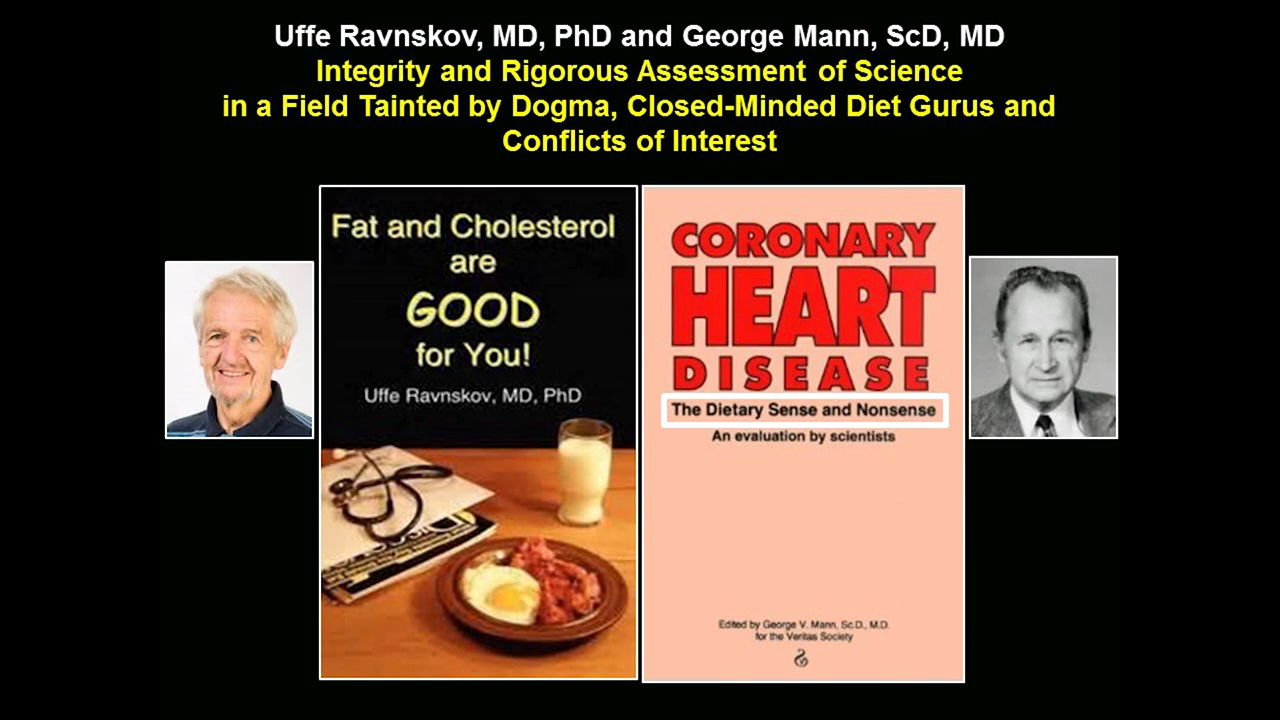 Uffe Ravnskov, MD, PhD and George Mann, ScD, MD
Integrity and Rigorous Assessment of Science
in a Field Tainted by Dogma, Closed-Minded Diet Gurus and
Conflicts of Interest
Fat and Cholesterol
are
GOOD
for You!
Uffe Ravnskov, MD, PhD
CORONARY
HEART
DISEASE
The Dietary Sense and Nonsense
An evaluation by scientists
Edited by George V. Mann, Sc.D., M.D.
for the Veritas Society